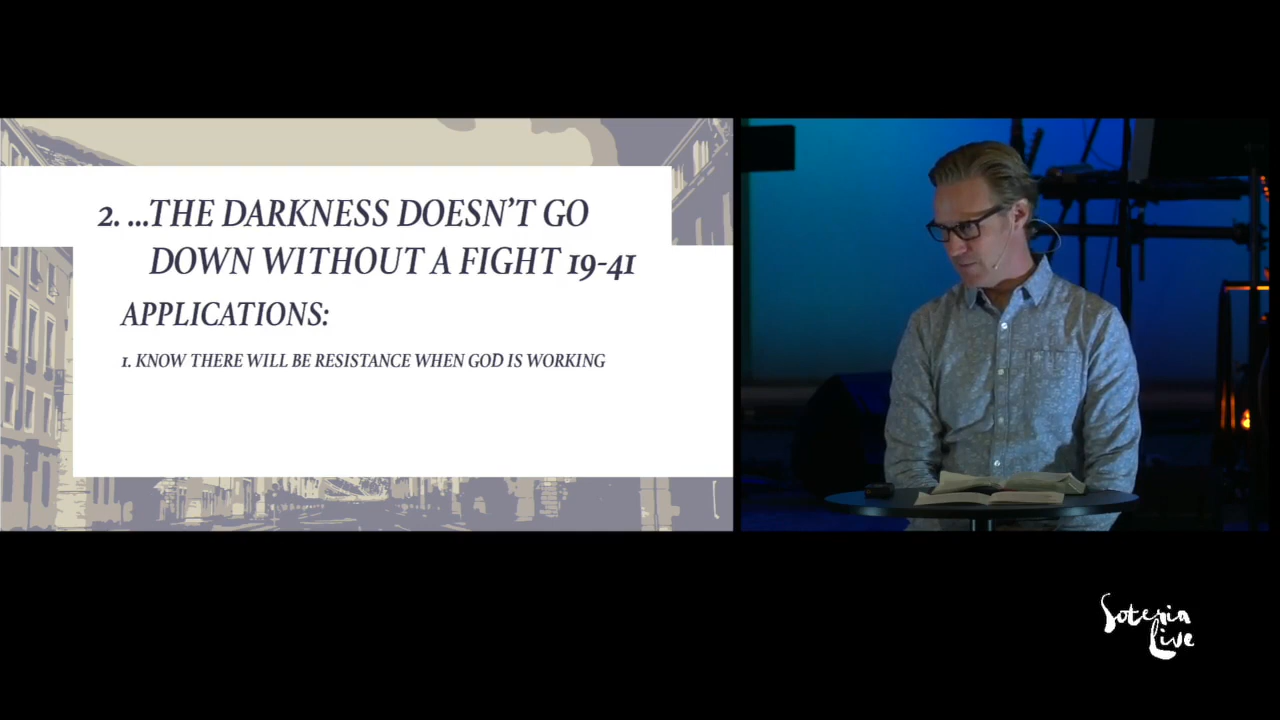 2. ...THE DARKNESS DOESN'T GO
DOWN WITHOUT A FIGHT 19-41
APPLICATIONS:
1. KNOW THERE WILL BE RESISTANCE WHEN GOD IS WORKING
Soteria
Live